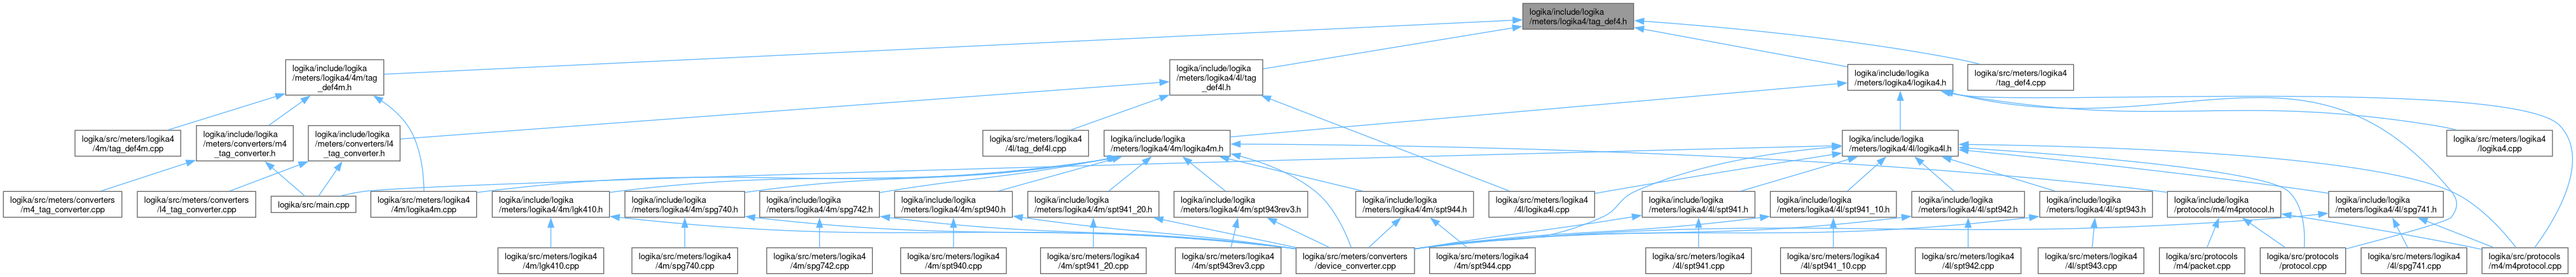 logika/include/logika
/meters/logika4/tag_def4.h
logika/include/logika
/meters/logika4/4m/tag
_def4m.h
logika/include/logika
/meters/logika4/4l/tag
_def4l.h
logika/include/logika
/meters/logika4/logika4.h
logika/src/meters/logika4
/tag_def4.cpp
logika/src/meters/logika4
/4m/tag_def4m.cpp
logika/include/logika
/meters/converters/m4
_tag_converter.h
logika/include/logika
/meters/converters/l4
_tag_converter.h
logika/src/meters/logika4
/4l/tag_def4l.cpp
logika/include/logika
/meters/logika4/4m/logika4m.h
logika/include/logika
/meters/logika4/4l/logika4l.h
logika/src/meters/logika4
/logika4.cpp
logika/src/meters/converters
/m4_tag_converter.cpp
logika/src/meters/converters
/l4_tag_converter.cpp
logika/src/main.cpp
logika/src/meters/logika4
/4m/logika4m.cpp
logika/include/logika
/meters/logika4/4m/lgk410.h
logika/include/logika
/meters/logika4/4m/spg740.h
logika/include/logika
/meters/logika4/4m/spg742.h
logika/include/logika
/meters/logika4/4m/spt940.h
logika/include/logika
/meters/logika4/4m/spt941_20.h
logika/include/logika
/meters/logika4/4m/spt943rev3.h
logika/include/logika
/meters/logika4/4m/spt944.h
logika/src/meters/logika4
/4l/logika4l.cpp
logika/include/logika
/meters/logika4/4l/spt941.h
logika/include/logika
/meters/logika4/4l/spt941_10.h
logika/include/logika
/meters/logika4/4l/spt942.h
logika/include/logika
/meters/logika4/4l/spt943.h
logika/include/logika
/protocols/m4/m4protocol.h
logika/include/logika
/meters/logika4/4l/spg741.h
logika/src/meters/logika4
/4m/lgk410.cpp
logika/src/meters/logika4
/4m/spg740.cpp
logika/src/meters/logika4
/4m/spg742.cpp
logika/src/meters/logika4
/4m/spt940.cpp
logika/src/meters/logika4
/4m/spt941_20.cpp
logika/src/meters/logika4
/4m/spt943rev3.cpp
logika/src/meters/converters
/device_converter.cpp
logika/src/meters/logika4
/4m/spt944.cpp
logika/src/meters/logika4
/4l/spt941.cpp
logika/src/meters/logika4
/4l/spt941_10.cpp
logika/src/meters/logika4
/4l/spt942.cpp
logika/src/meters/logika4
/4l/spt943.cpp
logika/src/protocols
/m4/packet.cpp
logika/src/protocols
/protocol.cpp
logika/src/meters/logika4
/4l/spg741.cpp
logika/src/protocols
/m4/m4protocol.cpp